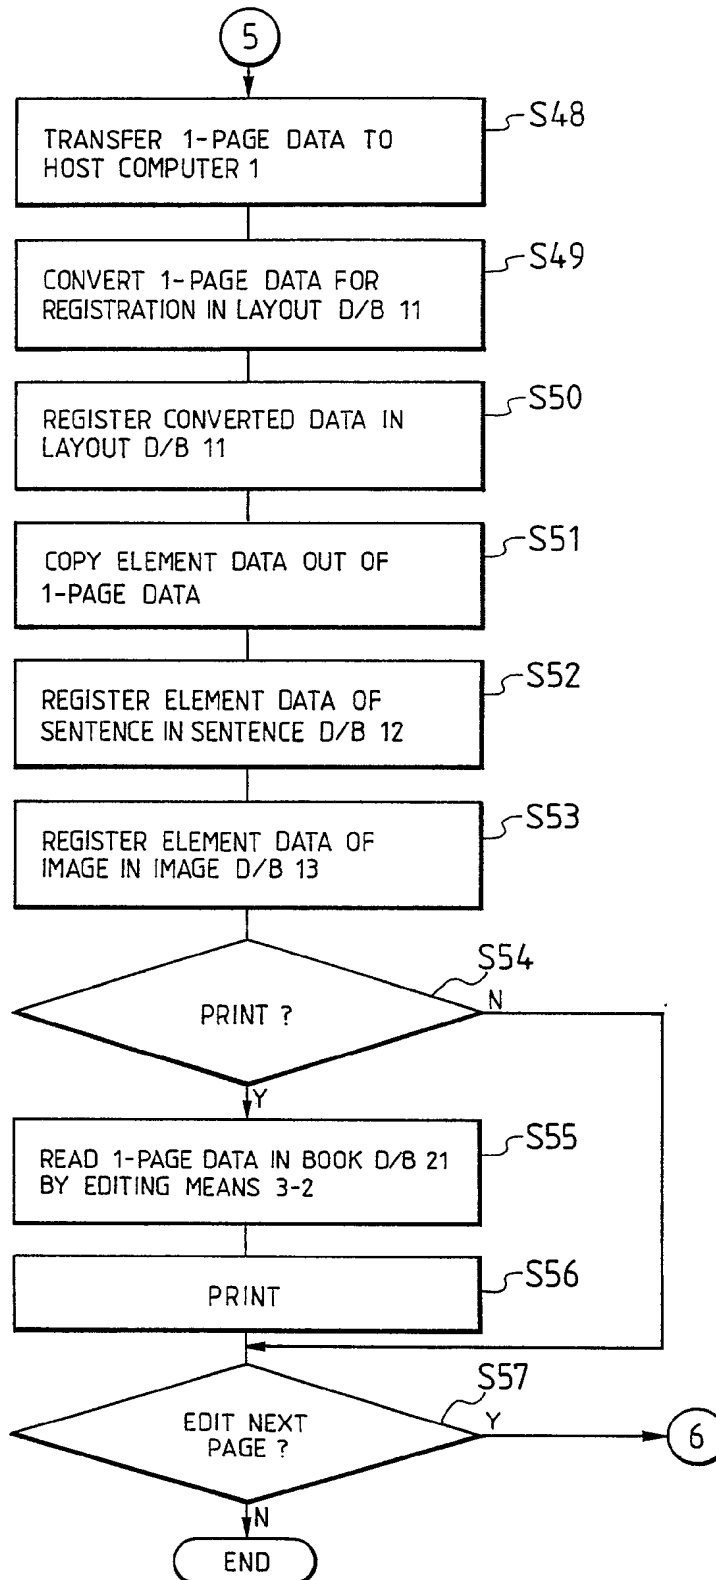 5
S48
TRANSFER 1-PAGE DATA TO
HOST COMPUTER 1
S49
CONVERT 1-PAGE DATA FOR
REGISTRATION IN LAYOUT D/B 11
S50
REGISTER CONVERTED DATA IN
LAYOUT D/B 11
S51
COPY ELEMENT DATA OUT OF
1-PAGE DATA
S52
REGISTER ELEMENT DATA OF
SENTENCE IN SENTENCE D/B 12
S53
REGISTER ELEMENT DATA OF
IMAGE IN IMAGE D/B 13
S54
PRINT ?
N
Y
S55
READ 1-PAGE DATA IN BOOK D/B 21
BY EDITING MEANS 3-2
S56
PRINT
S57
EDIT NEXT
PAGE ?
Y
6
N
END